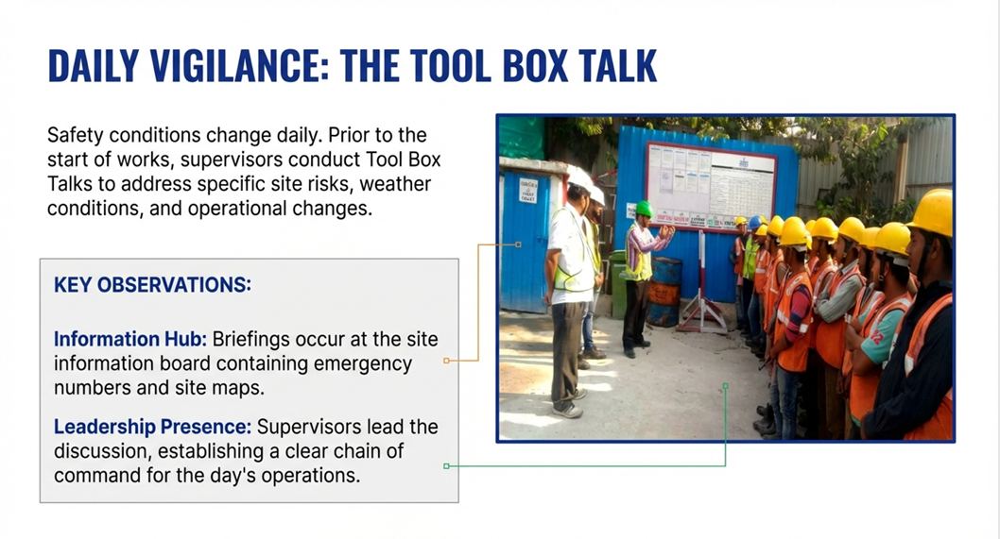 DAILY VIGILANCE: THE TOOL BOX TALK
Safety conditions change daily. Prior to the
start of works, supervisors conduct Tool Box
Talks to address specific site risks, weather
conditions, and operational changes.
KEY OBSERVATIONS:
Information Hub: Briefings occur at the site
information board containing emergency
numbers and site maps.
Leadership Presence: Supervisors lead the
discussion, establishing a clear chain of
command for the day's operations.